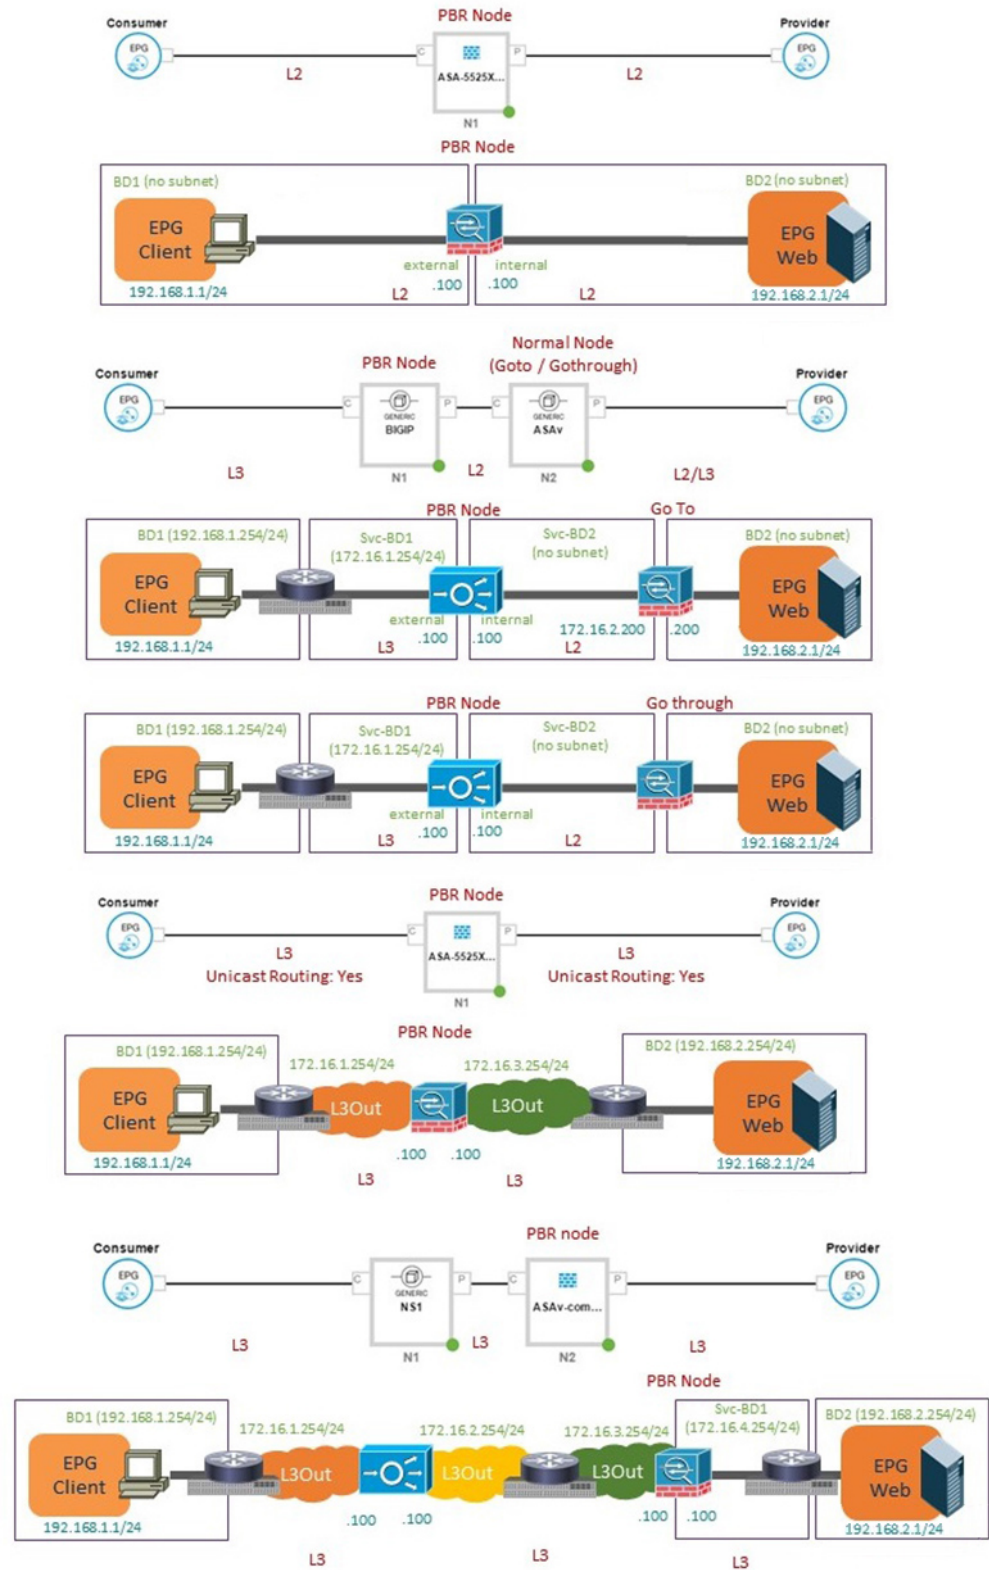 PBR Node
Consumer
Provider
EPG
C
P
EPG
ASA-5525X...
L2
L2
N1
PBR Node
BD1 (no subnet)
BD2 (no subnet)
EPG
Client
EPG
Web
external
internal
.100
.100
192.168.1.1/24
L2
L2
192.168.2.1/24
Normal Node
(Goto / Gothrough)
PBR Node
Consumer
Provider
EPG
C
P
C
P
EPG
GENERIC
BIGIP
GENERIC
ASAv
L3
N1
L2
N2
L2/L3
PBR Node
Go To
BD1 (192.168.1.254/24)
Svc-BD1
(172.16.1.254/24)
Svc-BD2
(no subnet)
BD2 (no subnet)
EPG
Client
EPG
Web
external
internal
.100
.100
172.16.2.200
.200
192.168.1.1/24
L3
L2
192.168.2.1/24
PBR Node
Go through
BD1 (192.168.1.254/24)
Svc-BD1
(172.16.1.254/24)
Svc-BD2
(no subnet)
BD2 (no subnet)
EPG
Client
EPG
Web
external
internal
.100
.100
192.168.1.1/24
L3
L2
192.168.2.1/24
PBR Node
Consumer
Provider
EPG
C
P
EPG
ASA-5525X...
L3
Unicast Routing: Yes
L3
Unicast Routing: Yes
N1
PBR Node
BD1 (192.168.1.254/24)
172.16.1.254/24
172.16.3.254/24
BD2 (192.168.2.254/24)
EPG
Client
L3Out
L3Out
EPG
Web
192.168.1.1/24
.100
.100
192.168.2.1/24
L3
L3
PBR node
Consumer
Provider
EPG
C
P
C
P
EPG
GENERIC
NS1
ASAv-com...
L3
N1
L3
N2
L3
PBR Node
BD1 (192.168.1.254/24)
172.16.1.254/24
172.16.2.254/24
172.16.3.254/24
Svc-BD1
(172.16.4.254/24)
BD2 (192.168.2.254/24)
EPG
Client
L3Out
L3Out
L3Out
EPG
Web
192.168.1.1/24
.100
.100
.100
.100
192.168.2.1/24
L3
L3
L3